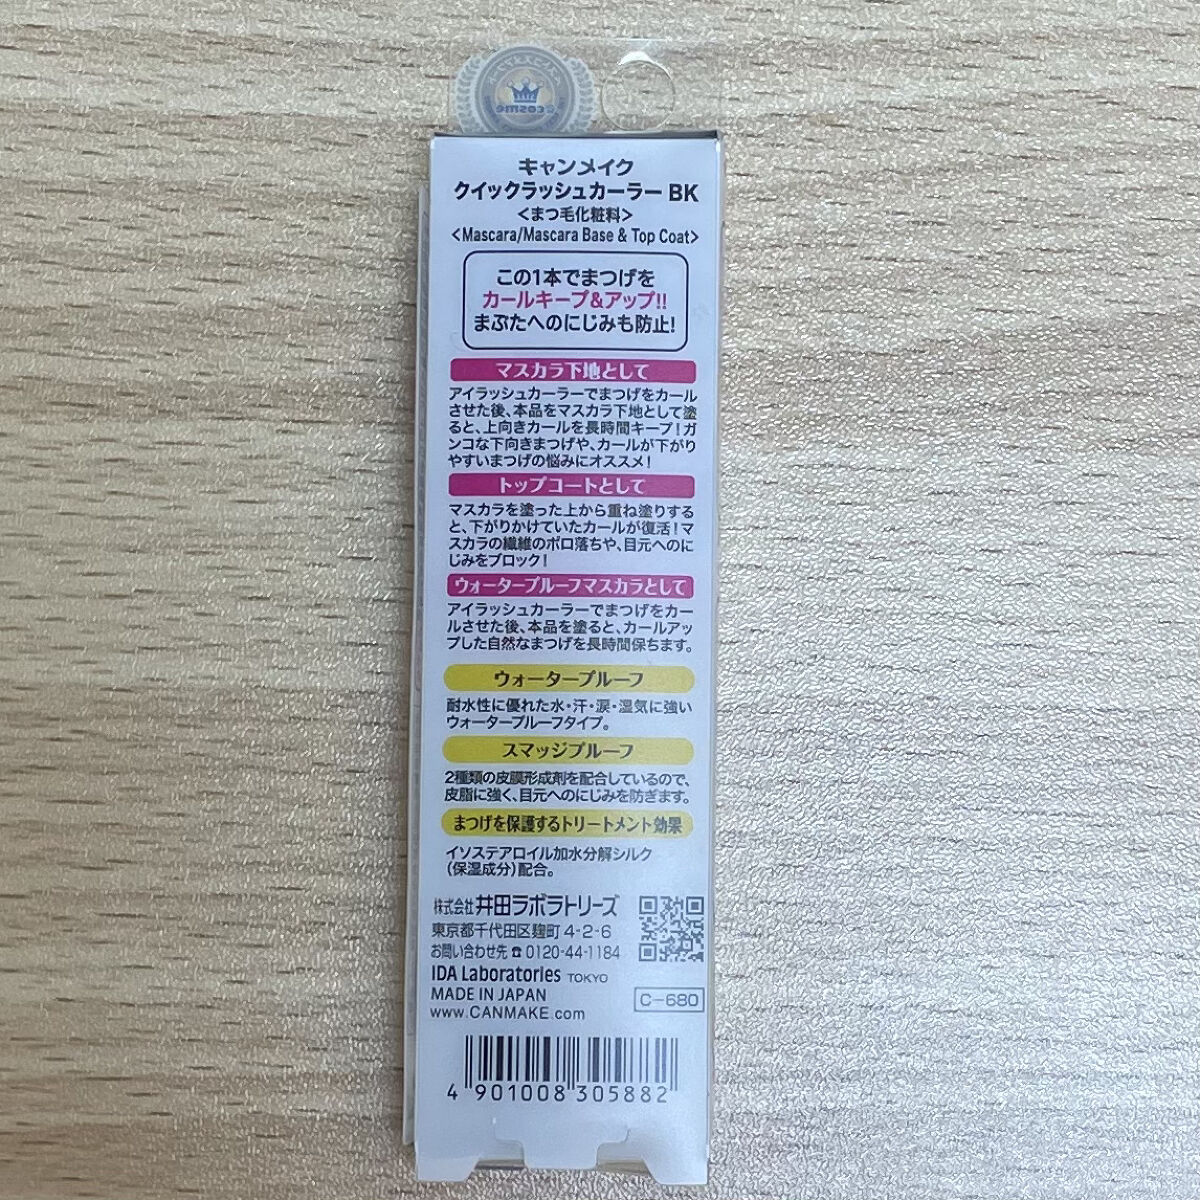 @cosme
キャンメイク
クイックラッシュカーラー BK
<まつ毛化粧料>
<Mascara/Mascara Base & Top Coat>
この1本でまつげを
カールキープ&アップ!!
まぶたへのにじみも防止!
マスカラ下地として
アイラッシュカーラーでまつげをカール
させた後、本品をマスカラ下地として塗
ると、上向きカールを長時間キープ!ガ
ンコな下向きまつげや、カールが下がり
やすいまつげの悩みにオススメ!
トップコートとして
マスカラを塗った上から重ね塗りする
と、下がりかけていたカールが復活!マ
スカラの繊維のポロ落ちや、目元へのに
じみをブロック!
ウォータープルーフマスカラとして
アイラッシュカーラーでまつげをカー
ルさせた後、本品を塗ると、カールアッ
プした自然なまつげを長時間保ちます。
ウォータープルーフ
耐水性に優れた水・汗・涙・湿気に強い
ウォータープルーフタイプ。
スマッジプルーフ
2種類の皮膜形成剤を配合しているので、
皮脂に強く、目元へのにじみを防ぎます。
まつげを保護するトリートメント効果
イソステアロイル加水分解シルク
(保湿成分)配合。
株式会社 井田ラボラトリーズ
東京都千代田区麹町 4-2-6
お問い合わせ先 ☎ 0120-44-1184
IDA Laboratories TOKYO
MADE IN JAPAN
www.CANMAKE.com
C-680
4 901008 305882